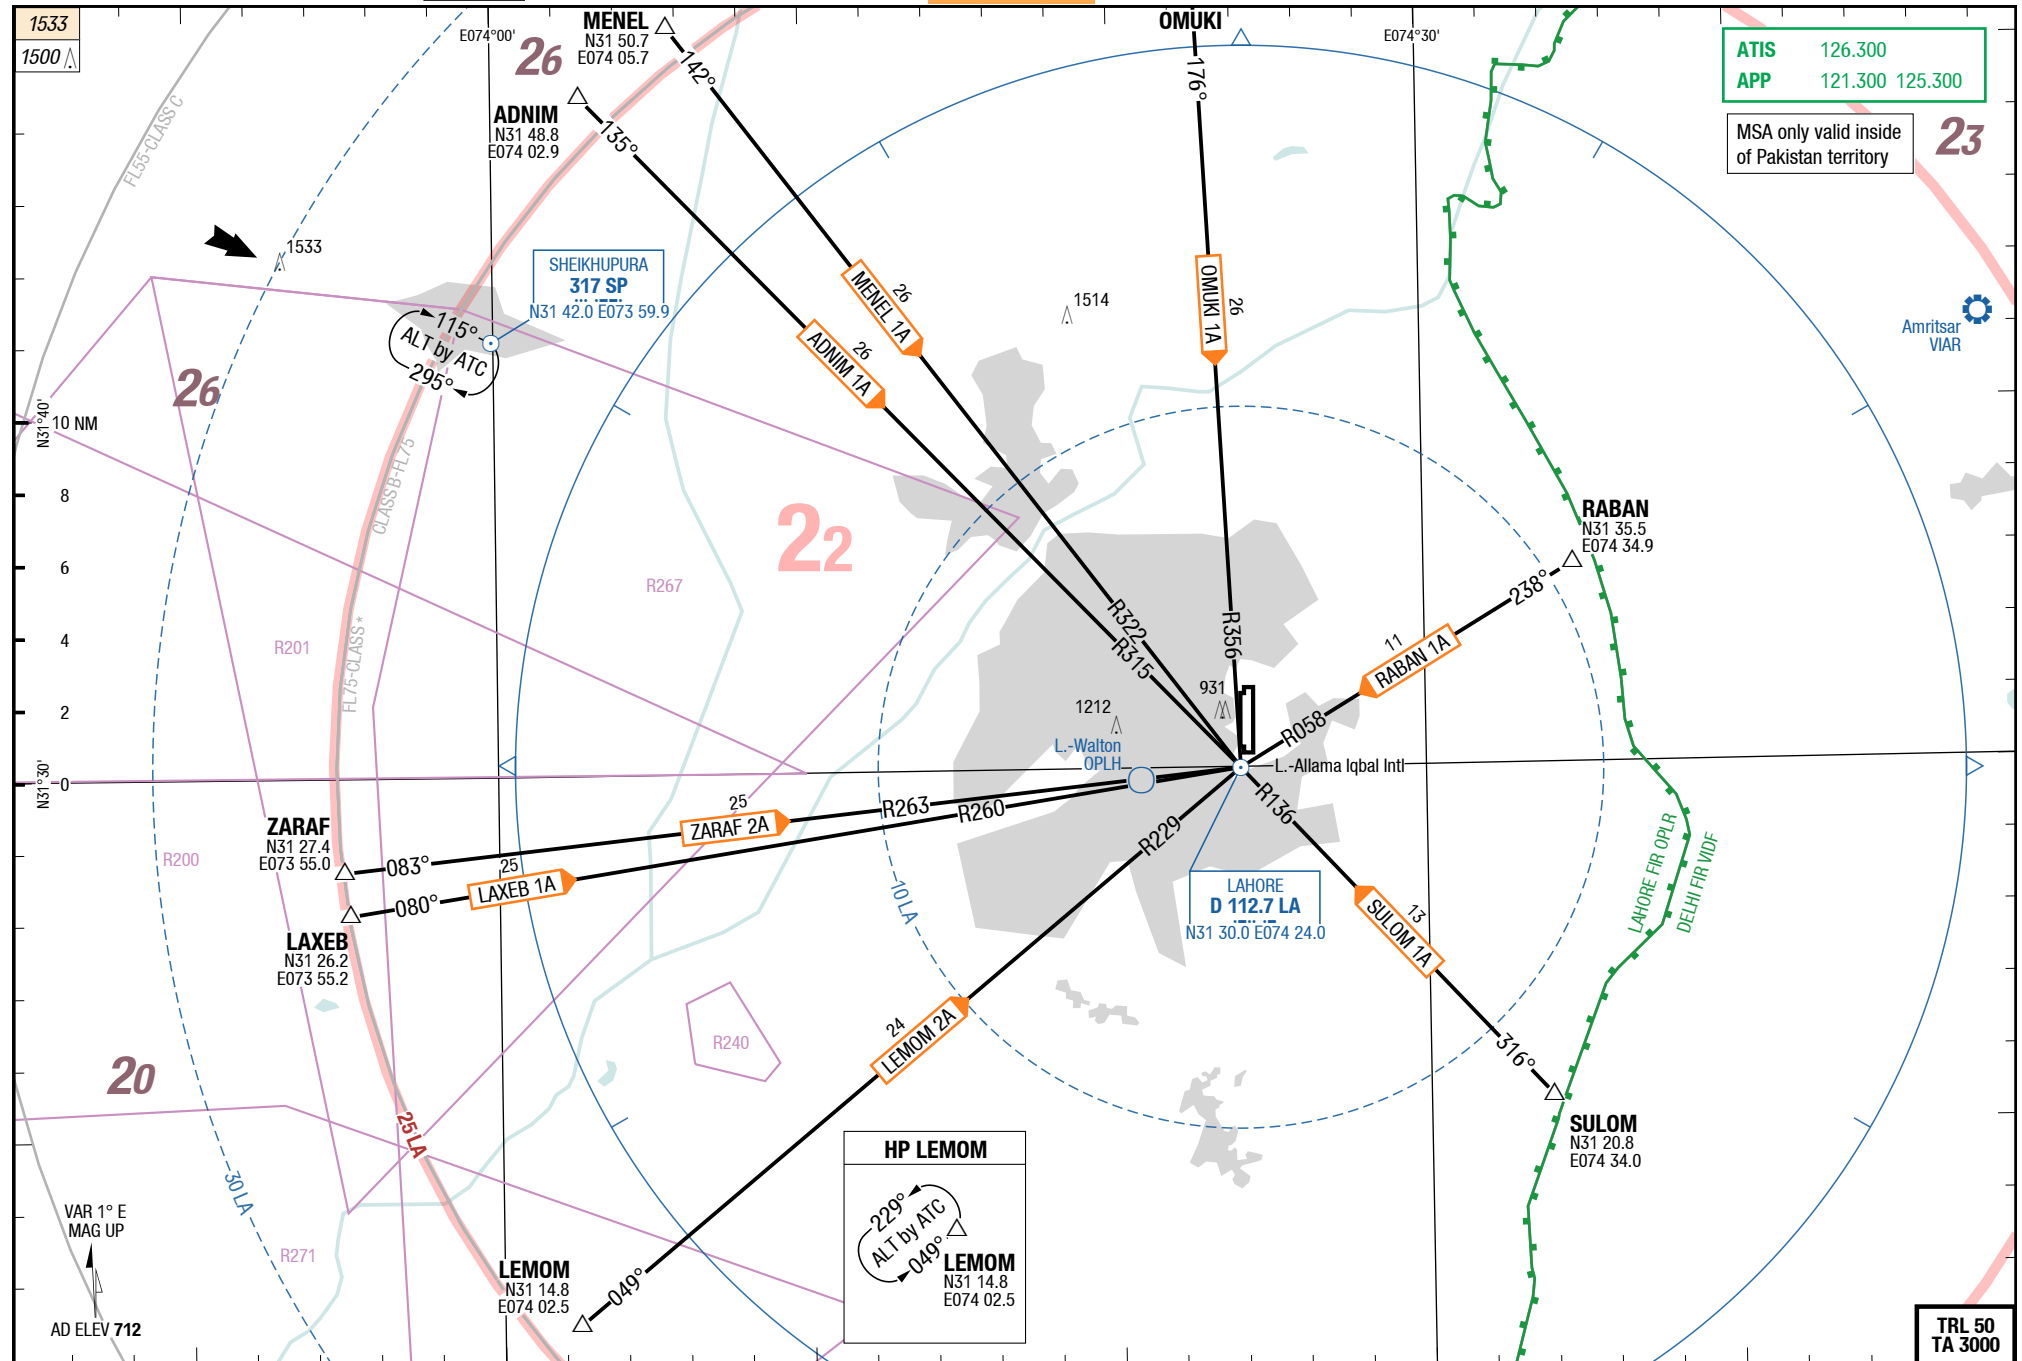 1533
1500
FL55-CLASS C
26
MENEL
N31 50.7
E074 05.7
E074°00'
142°
ADNIM
N31 48.8
E074 02.9
135°
OMUKI
176°
E074°30'
ATIS 126.300
APP 121.300 125.300
MSA only valid inside
of Pakistan territory
23
1533
SHEIKHUPURA
317 SP
N31 42.0 E073 59.9
115°
ALT by ATC
295°
26
MENEL 1A
26
ADNIM 1A
26
OMUKI 1A
1514
Amritsar
VIAR
26
N31°40'
10 NM
8
6
4
2
0
N31°30'
CLASS B-FL75
FL75-CLASS *
22
R267
R201
R200
RABAN
N31 35.5
E074 34.9
238°
11
RABAN 1A
R058
R322
R315
R356
931
1212
L.-Walton
OPLH
L.-Allama Iqbal Intl
ZARAF
N31 27.4
E073 55.0
083°
25
ZARAF 2A
R263
R260
25
LAXEB 1A
080°
LAXEB
N31 26.2
E073 55.2
R229
R136
10 LA
LAHORE
D 112.7 LA
N31 30.0 E074 24.0
13
SULOM 1A
316°
SULOM
N31 20.8
E074 34.0
LAHORE FIR OPLR
DELHI FIR VIDF
24
LEMOM 2A
R240
20
25 LA
30 LA
R271
VAR 1° E
MAG UP
AD ELEV 712
LEMOM
N31 14.8
E074 02.5
049°
HP LEMOM
229°
ALT by ATC
049°
LEMOM
N31 14.8
E074 02.5
TRL 50
TA 3000